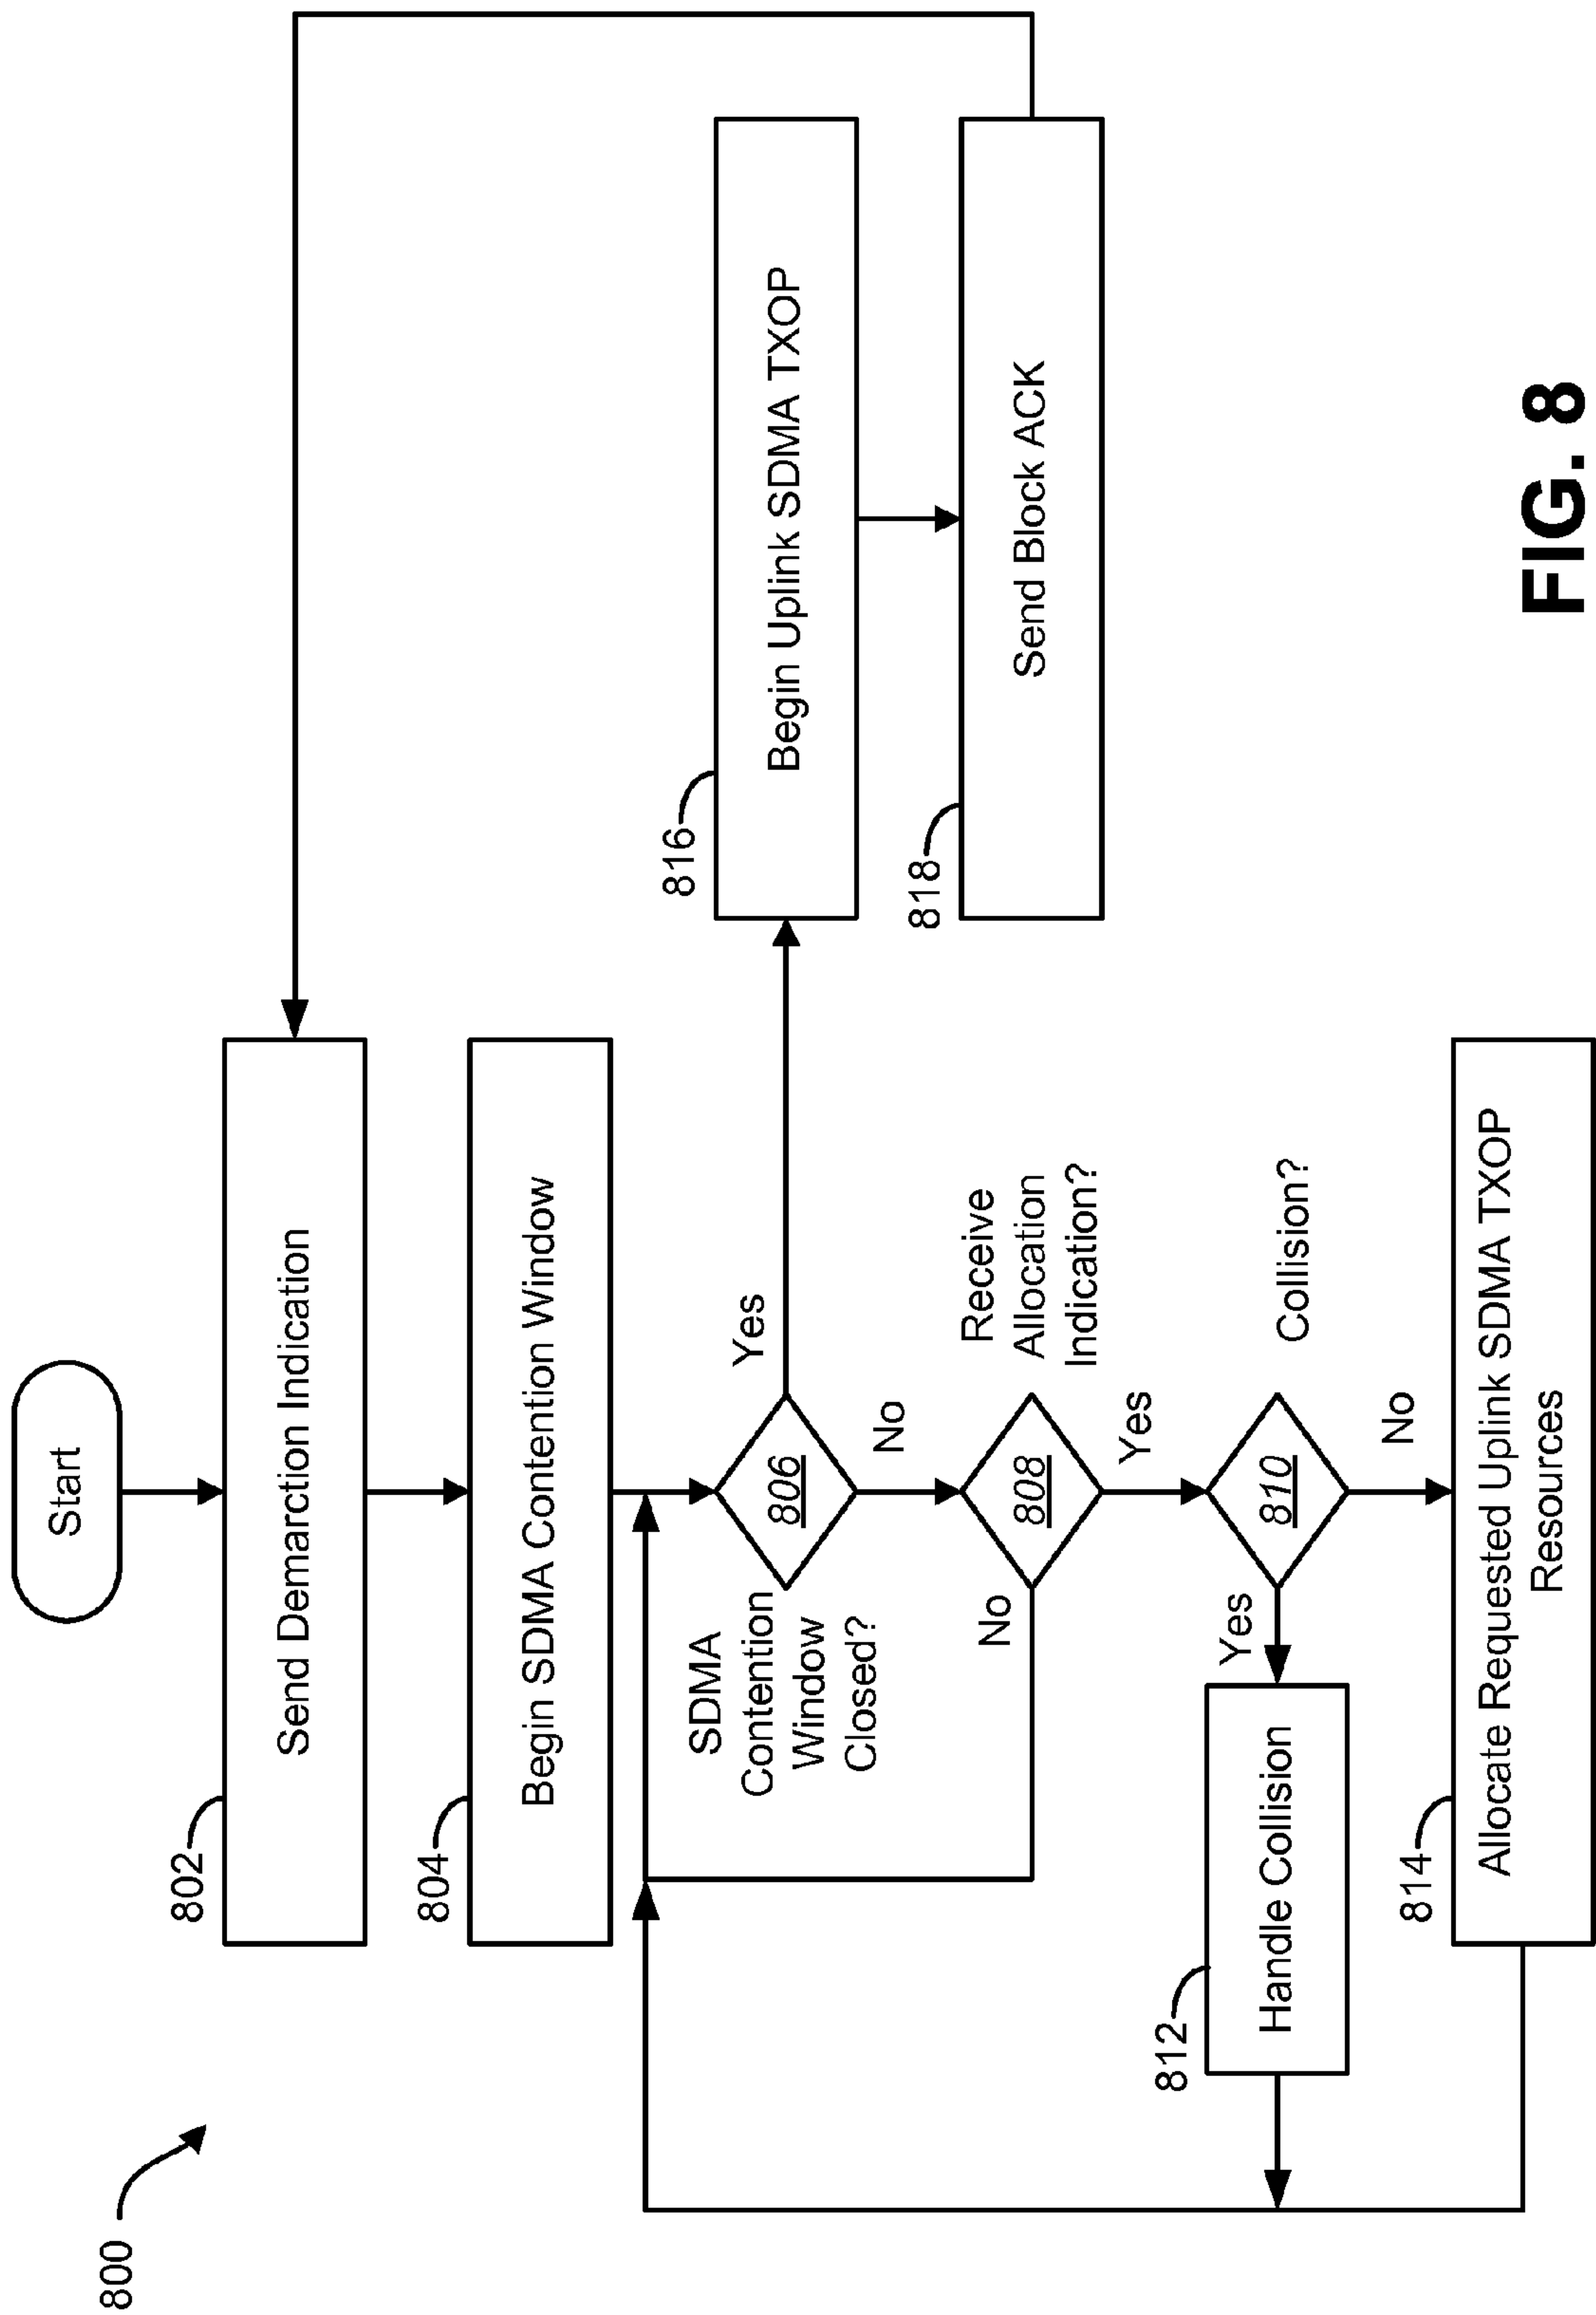 800
Start
802
Send Demarction Indication
804
Begin SDMA Contention Window
SDMA
Contention
Window
Closed?
806
Yes
No
816
Begin Uplink SDMA TXOP
818
Send Block ACK
Receive
Allocation
Indication?
808
No
Yes
Collision?
810
Yes
No
812
Handle Collision
814
Allocate Requested Uplink SDMA TXOP
Resources
FIG. 8